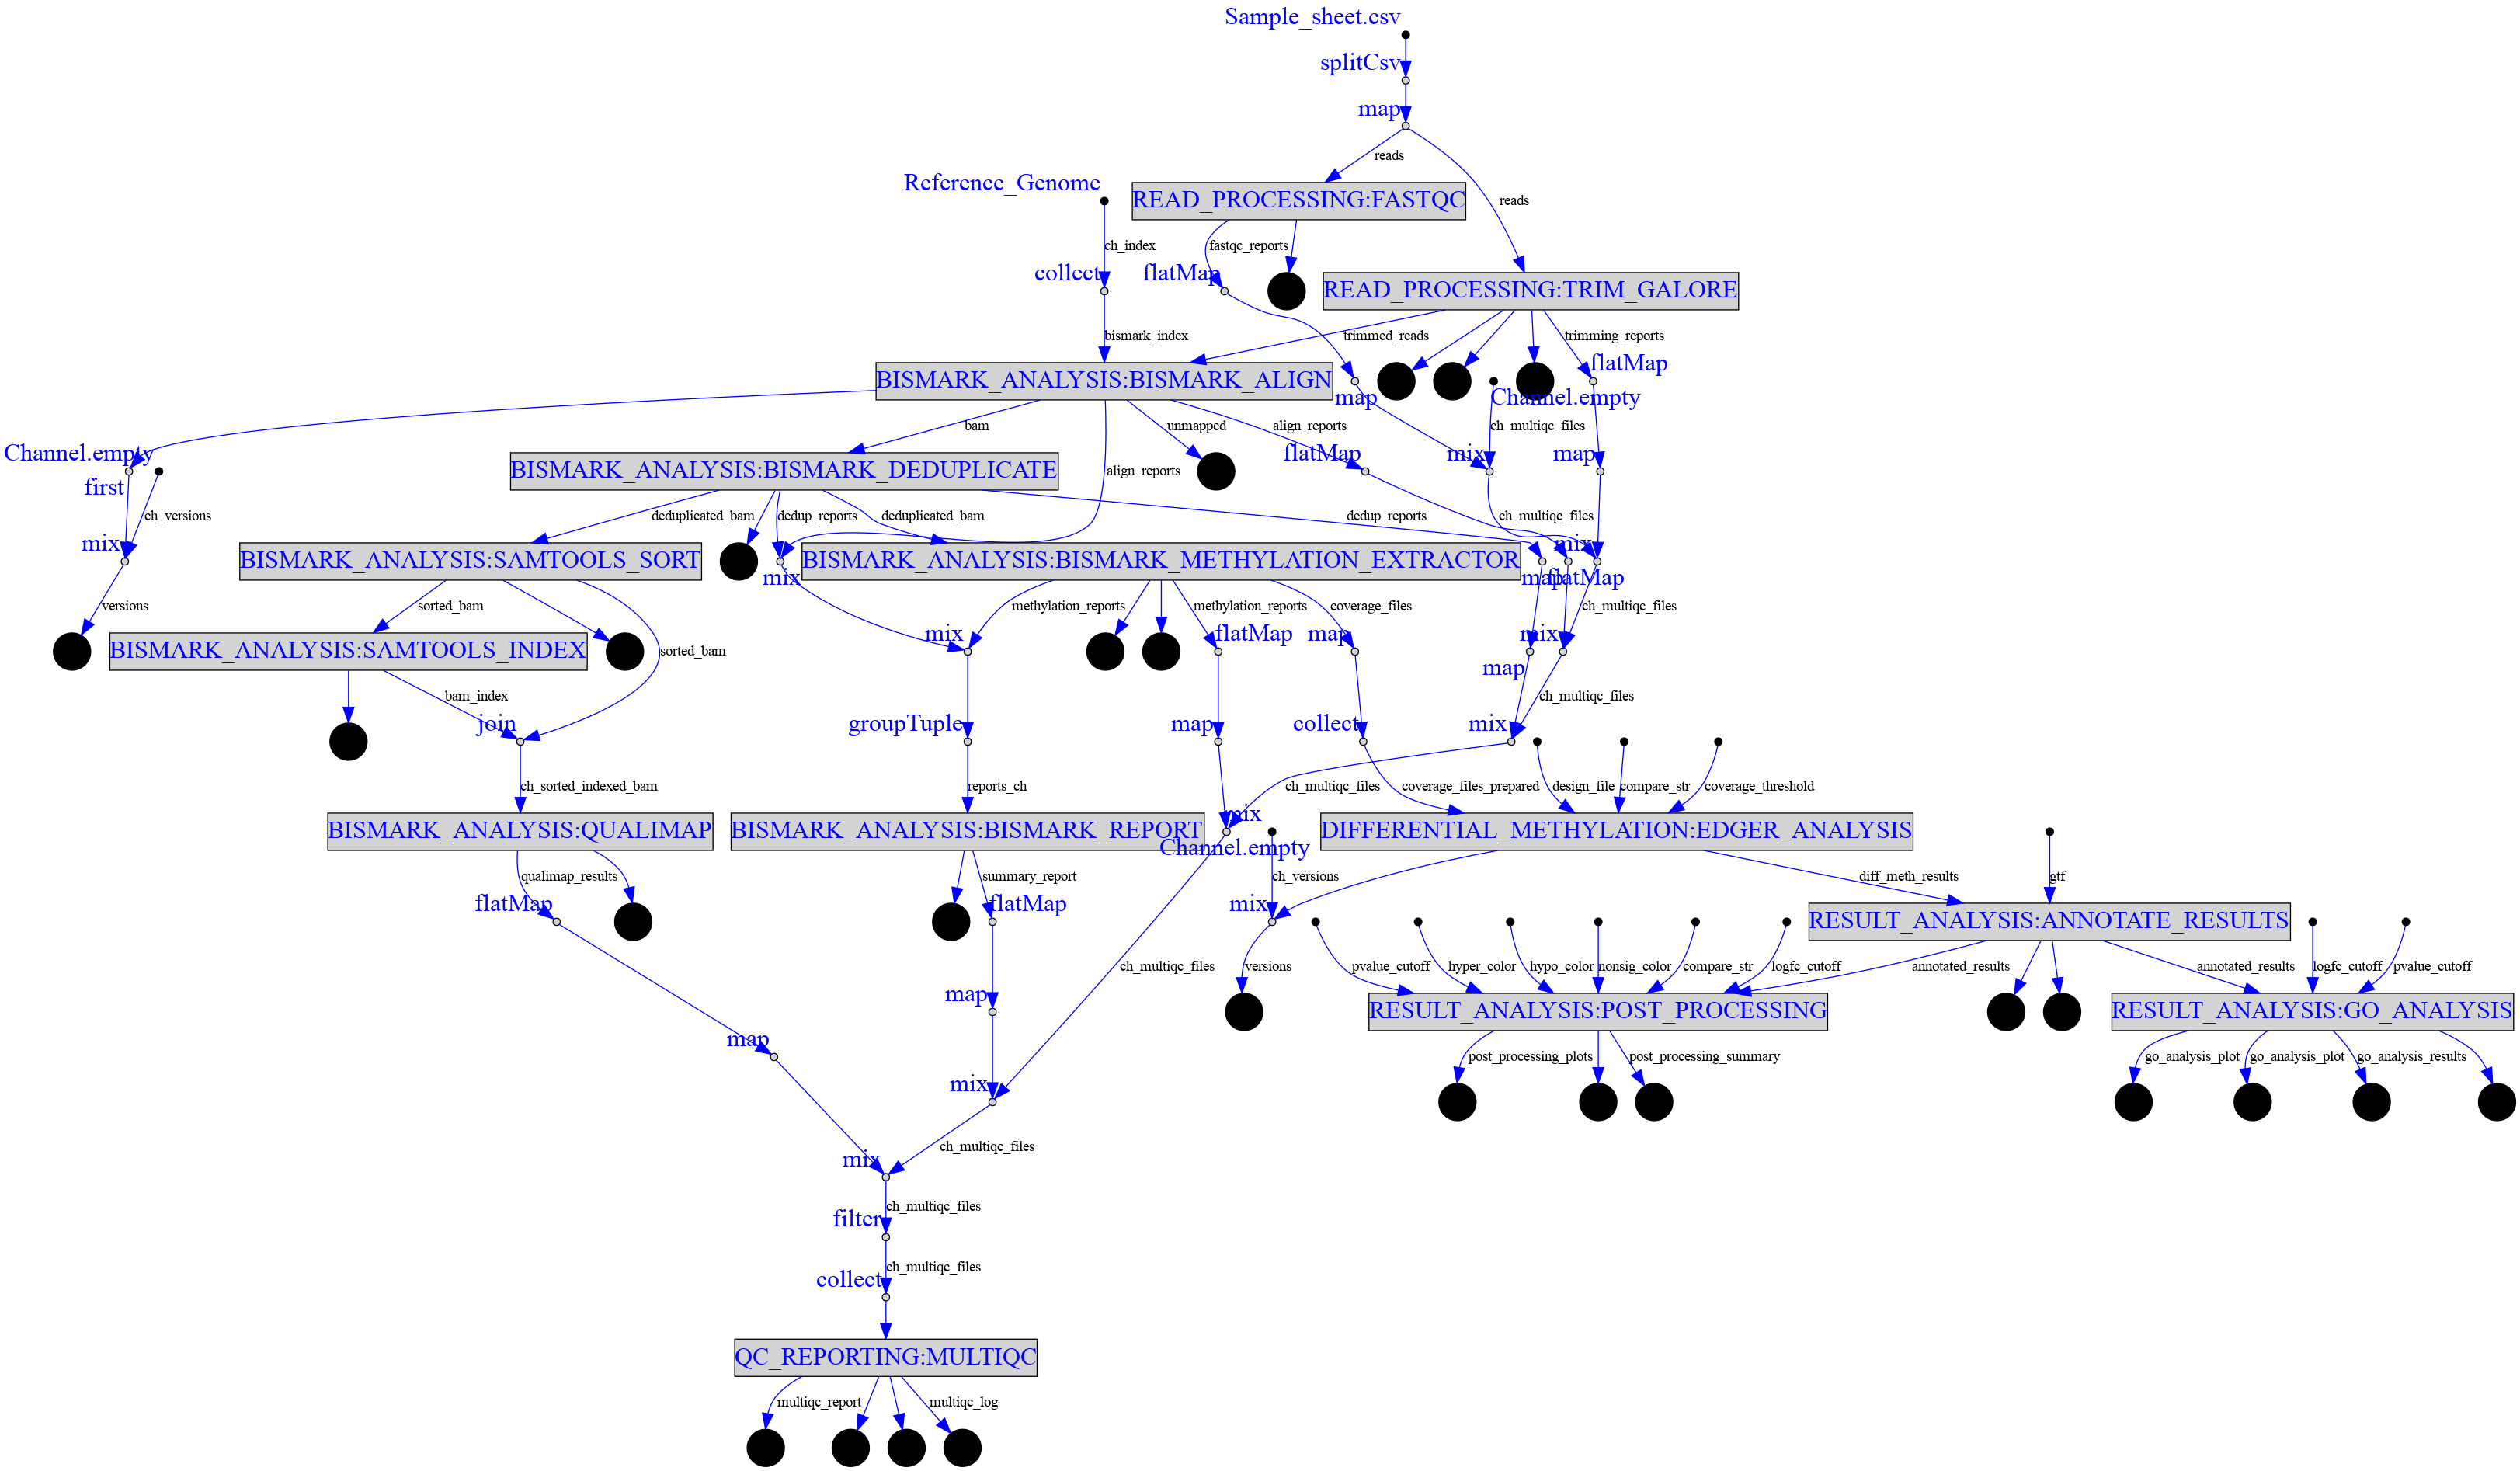 Sample_sheet.csv
splitCsv
map
reads
Reference_Genome
READ_PROCESSING:FASTQC
reads
ch_index
fastqc_reports
collect
flatMap
READ_PROCESSING:TRIM_GALORE
bismark_index
trimmed_reads
trimming_reports
flatMap
BISMARK_ANALYSIS:BISMARK_ALIGN
map
Channel.empty
bam
unmapped
align_reports
ch_multiqc_files
Channel.empty
flatMap
mix
map
BISMARK_ANALYSIS:BISMARK_DEDUPLICATE
align_reports
first
ch_versions
deduplicated_bam
dedup_reports
deduplicated_bam
dedup_reports
ch_multiqc_files
mix
mix
BISMARK_ANALYSIS:SAMTOOLS_SORT
mix
BISMARK_ANALYSIS:BISMARK_METHYLATION_EXTRACTOR
map
flatMap
versions
sorted_bam
methylation_reports
methylation_reports
coverage_files
ch_multiqc_files
mix
flatMap
map
mix
BISMARK_ANALYSIS:SAMTOOLS_INDEX
sorted_bam
map
bam_index
ch_multiqc_files
join
groupTuple
map
collect
mix
ch_sorted_indexed_bam
reports_ch
ch_multiqc_files
coverage_files_prepared
design_file
compare_str
coverage_threshold
mix
BISMARK_ANALYSIS:QUALIMAP
BISMARK_ANALYSIS:BISMARK_REPORT
DIFFERENTIAL_METHYLATION:EDGER_ANALYSIS
Channel.empty
qualimap_results
summary_report
ch_versions
diff_meth_results
gtf
flatMap
flatMap
mix
RESULT_ANALYSIS:ANNOTATE_RESULTS
ch_multiqc_files
versions
pvalue_cutoff
hyper_color
hypo_color
nonsig_color
compare_str
logfc_cutoff
annotated_results
annotated_results
logfc_cutoff
pvalue_cutoff
map
RESULT_ANALYSIS:POST_PROCESSING
RESULT_ANALYSIS:GO_ANALYSIS
map
post_processing_plots
post_processing_summary
go_analysis_plot
go_analysis_plot
go_analysis_results
mix
ch_multiqc_files
mix
ch_multiqc_files
filter
ch_multiqc_files
collect
QC_REPORTING:MULTIQC
multiqc_report
multiqc_log